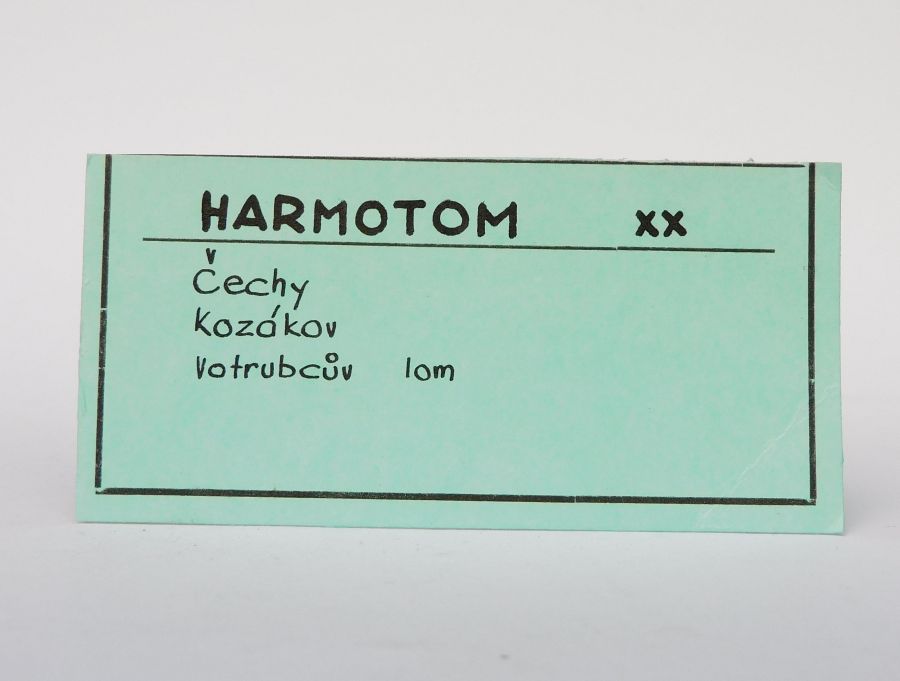 HARMOTOM xx
Čechy
Kozákov
Votrubcův lom